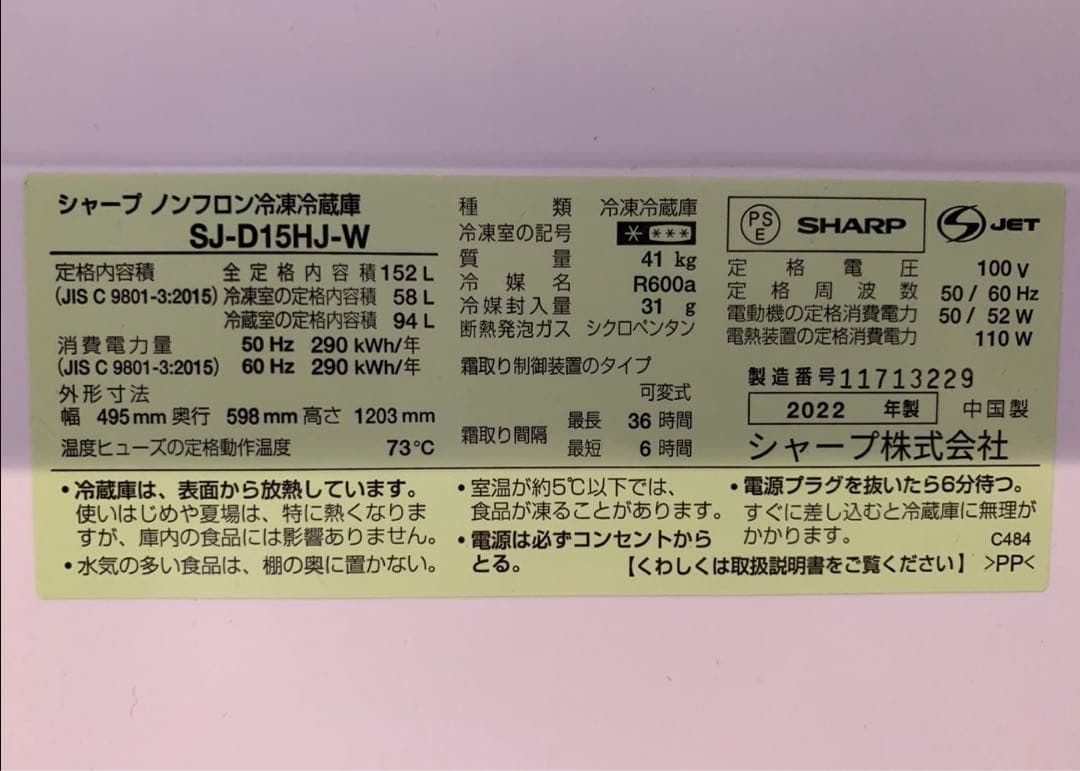 シャープ ノンフロン冷凍冷蔵庫
SJ-D15HJ-W
定格内容積 全定格内容積 152 L
(JIS C 9801-3:2015) 冷凍室の定格内容積 58 L
冷蔵室の定格内容積 94 L
消費電力量 50 Hz 290 kWh/年
(JIS C 9801-3:2015) 60 Hz 290 kWh/年
外形寸法
幅 495 mm 奥行 598 mm 高さ 1203 mm
温度ヒューズの定格動作温度 73℃
種類 冷凍冷蔵庫
冷凍室の記号 * ***
質量 41 kg
冷媒名 R600a
冷媒封入量 31 g
断熱発泡ガス シクロペンタン
霜取り制御装置のタイプ
可変式
霜取り間隔 最長 36 時間
最短 6 時間
PS E SHARP JET
定格電圧 100 V
定格周波数 50 / 60 Hz
電動機の定格消費電力 50 / 52 W
電熱装置の定格消費電力 110 W
製造番号 11713229
2022 年製 中国製
シャープ株式会社
・冷蔵庫は、表面から放熱しています。
使いはじめや夏場は、特に熱くなりま
すが、庫内の食品には影響ありません。
・水気の多い食品は、棚の奥に置かない。
・室温が約5℃以下では、
食品が凍ることがあります。
・電源は必ずコンセントから
とる。
・電源プラグを抜いたら6分待つ。
すぐに差し込むと冷蔵庫に無理が
かかります。 C484
【くわしくは取扱説明書をご覧ください】 >PP<